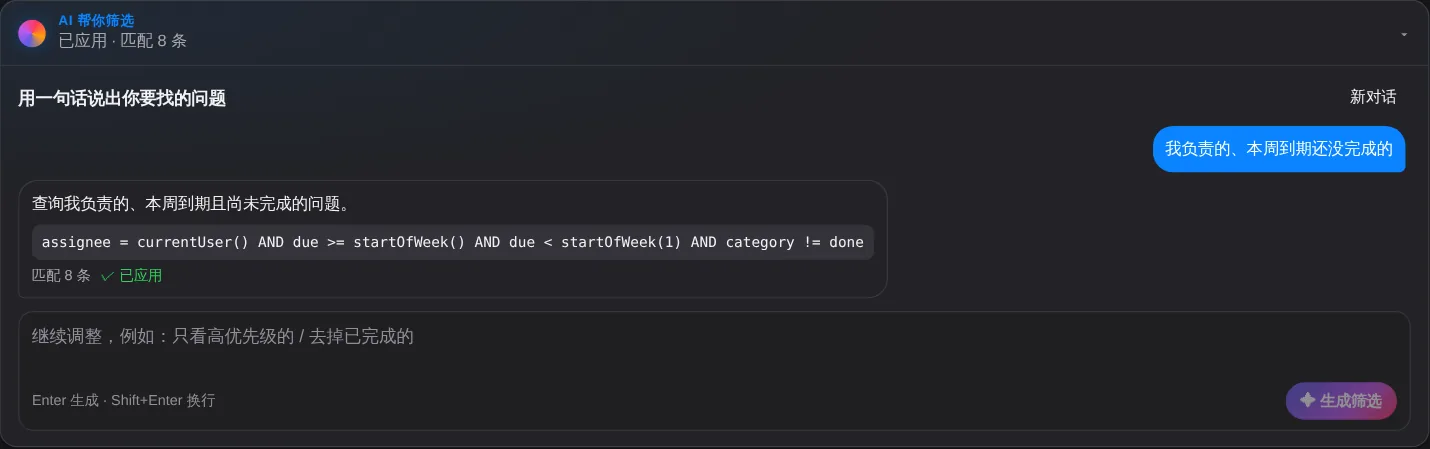 AI 帮你筛选
已应用 · 匹配 8 条
用一句话说出你要找的问题
新对话
我负责的、本周到期还没完成的
查询我负责的、本周到期且尚未完成的问题。
assignee = currentUser() AND due >= startOfWeek() AND due < startOfWeek(1) AND category != done
匹配 8 条 ✓ 已应用
继续调整，例如：只看高优先级的 / 去掉已完成的
Enter 生成 · Shift+Enter 换行
生成筛选